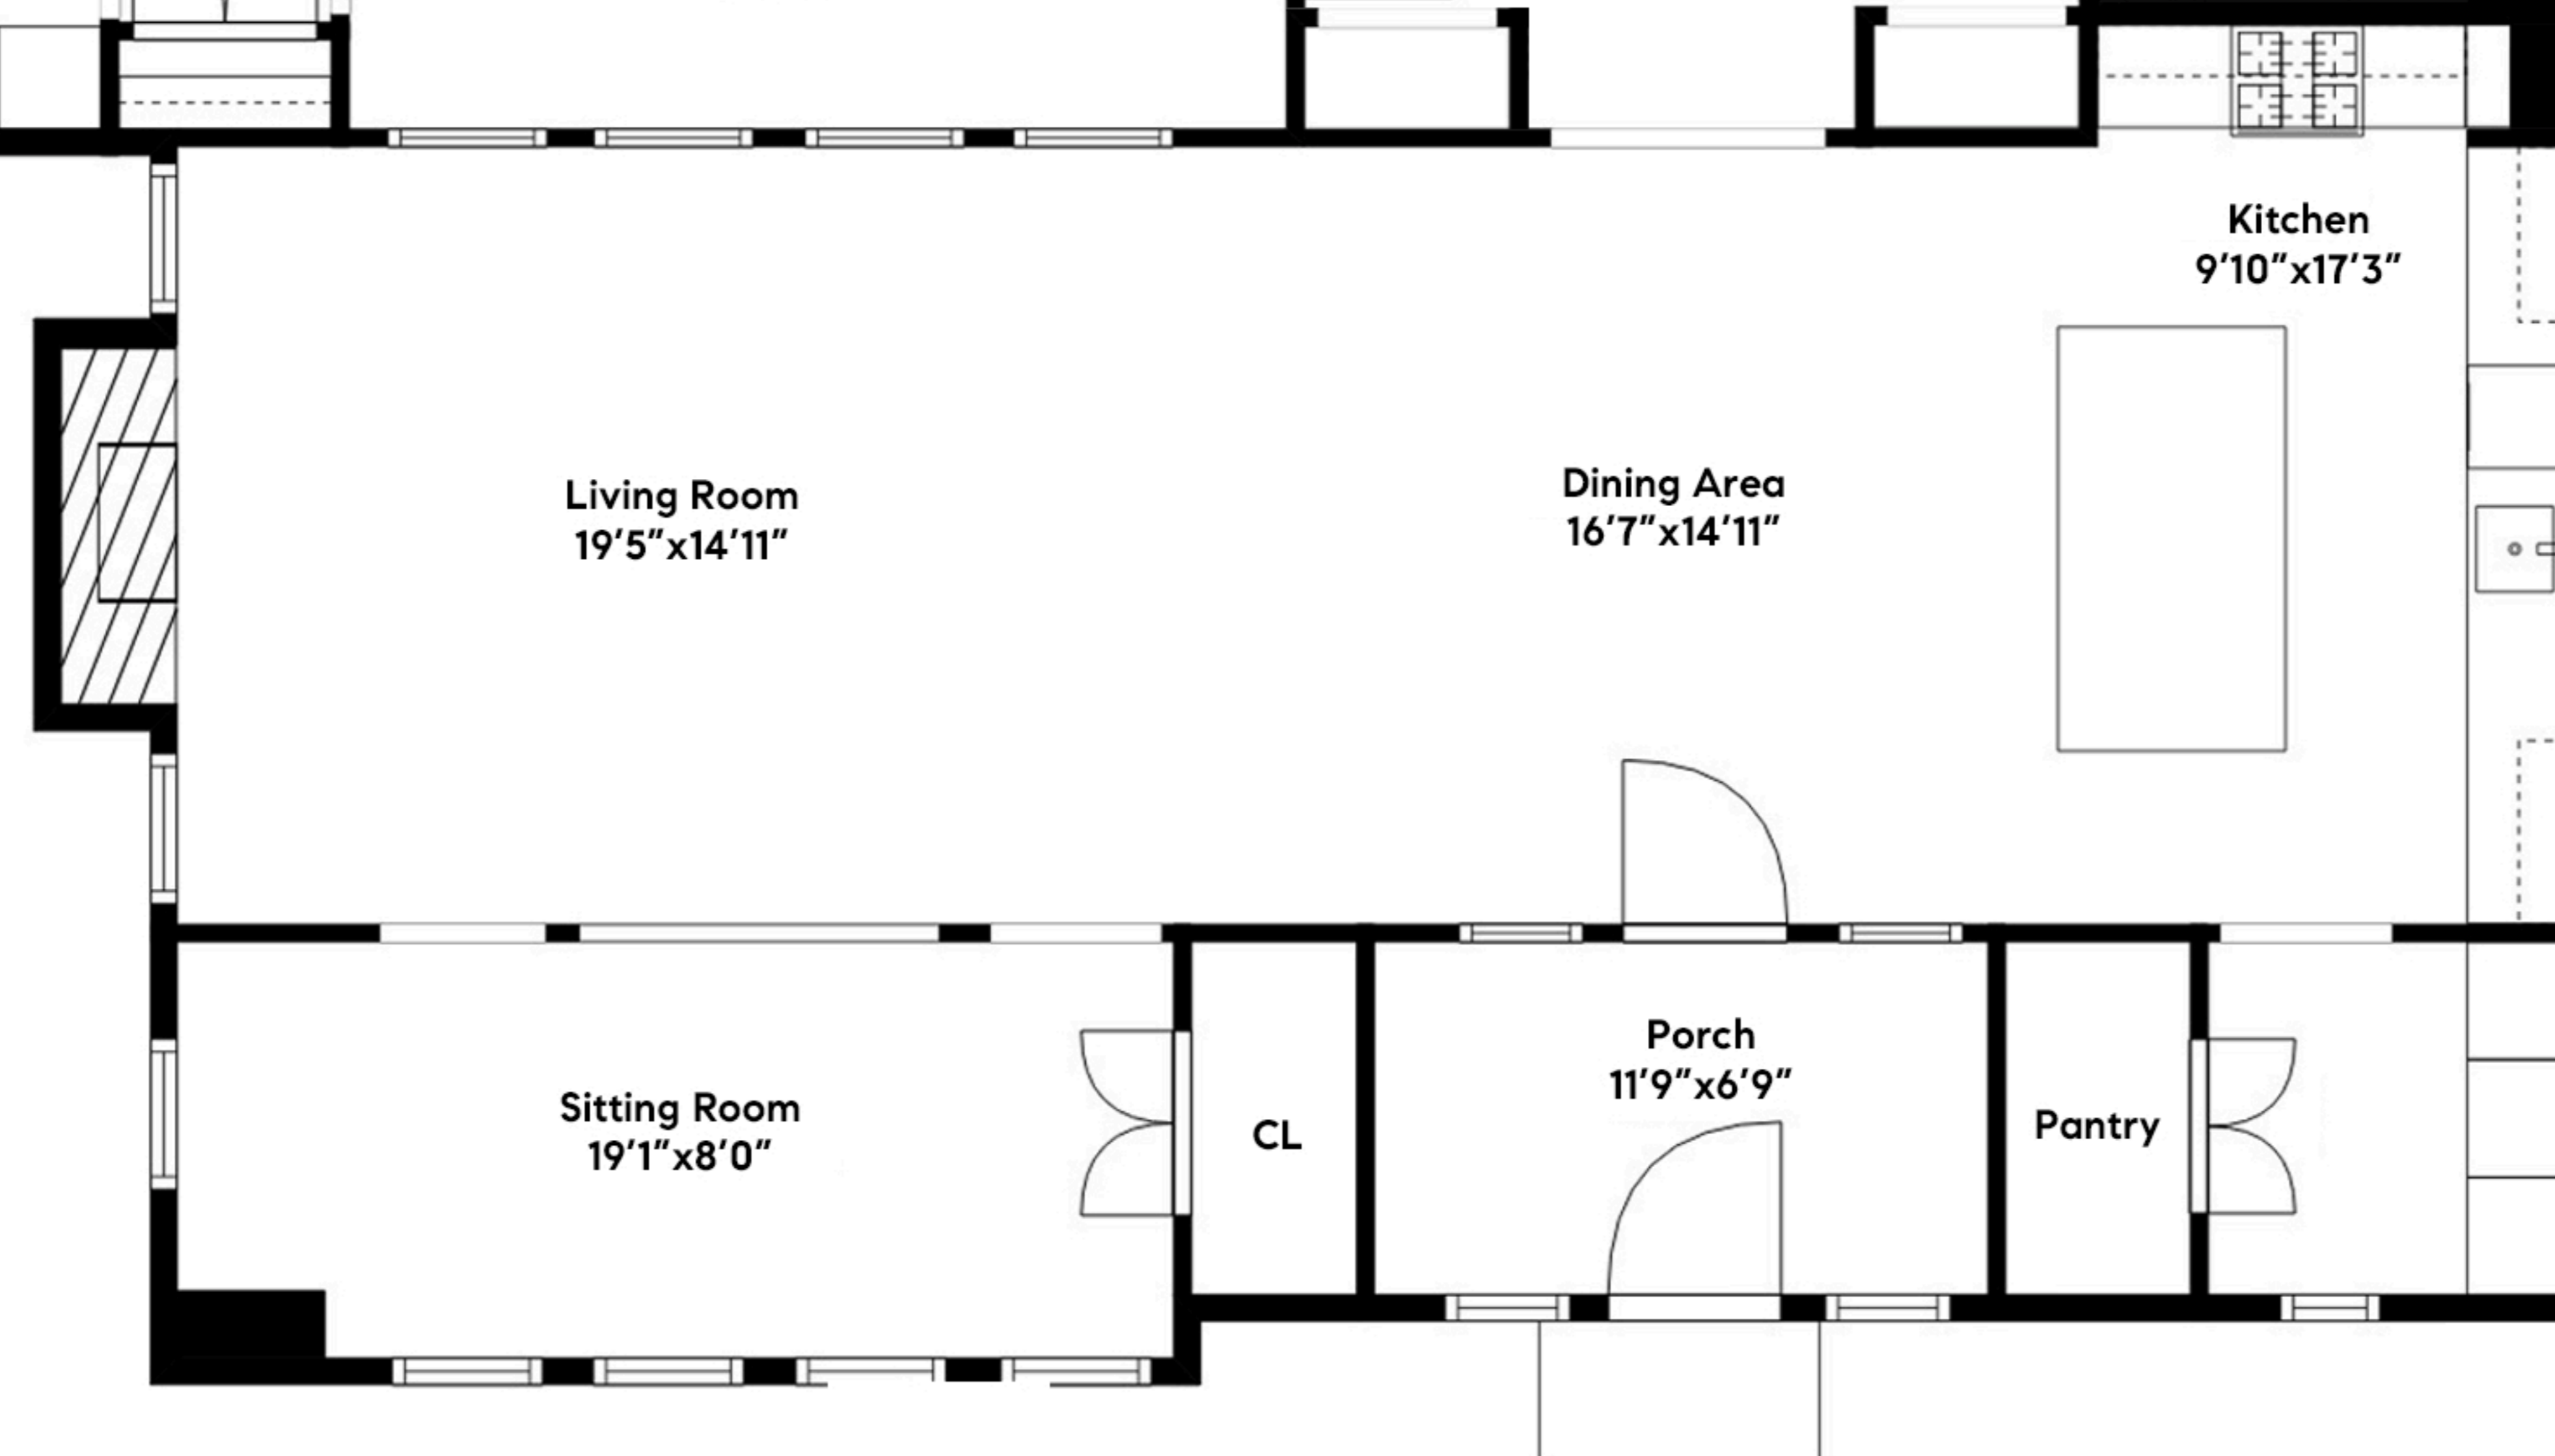 Kitchen
9′10″x17′3″
Living Room
19′5″x14′11″
Dining Area
16′7″x14′11″
Sitting Room
19′1″x8′0″
CL
Porch
11′9″x6′9″
Pantry